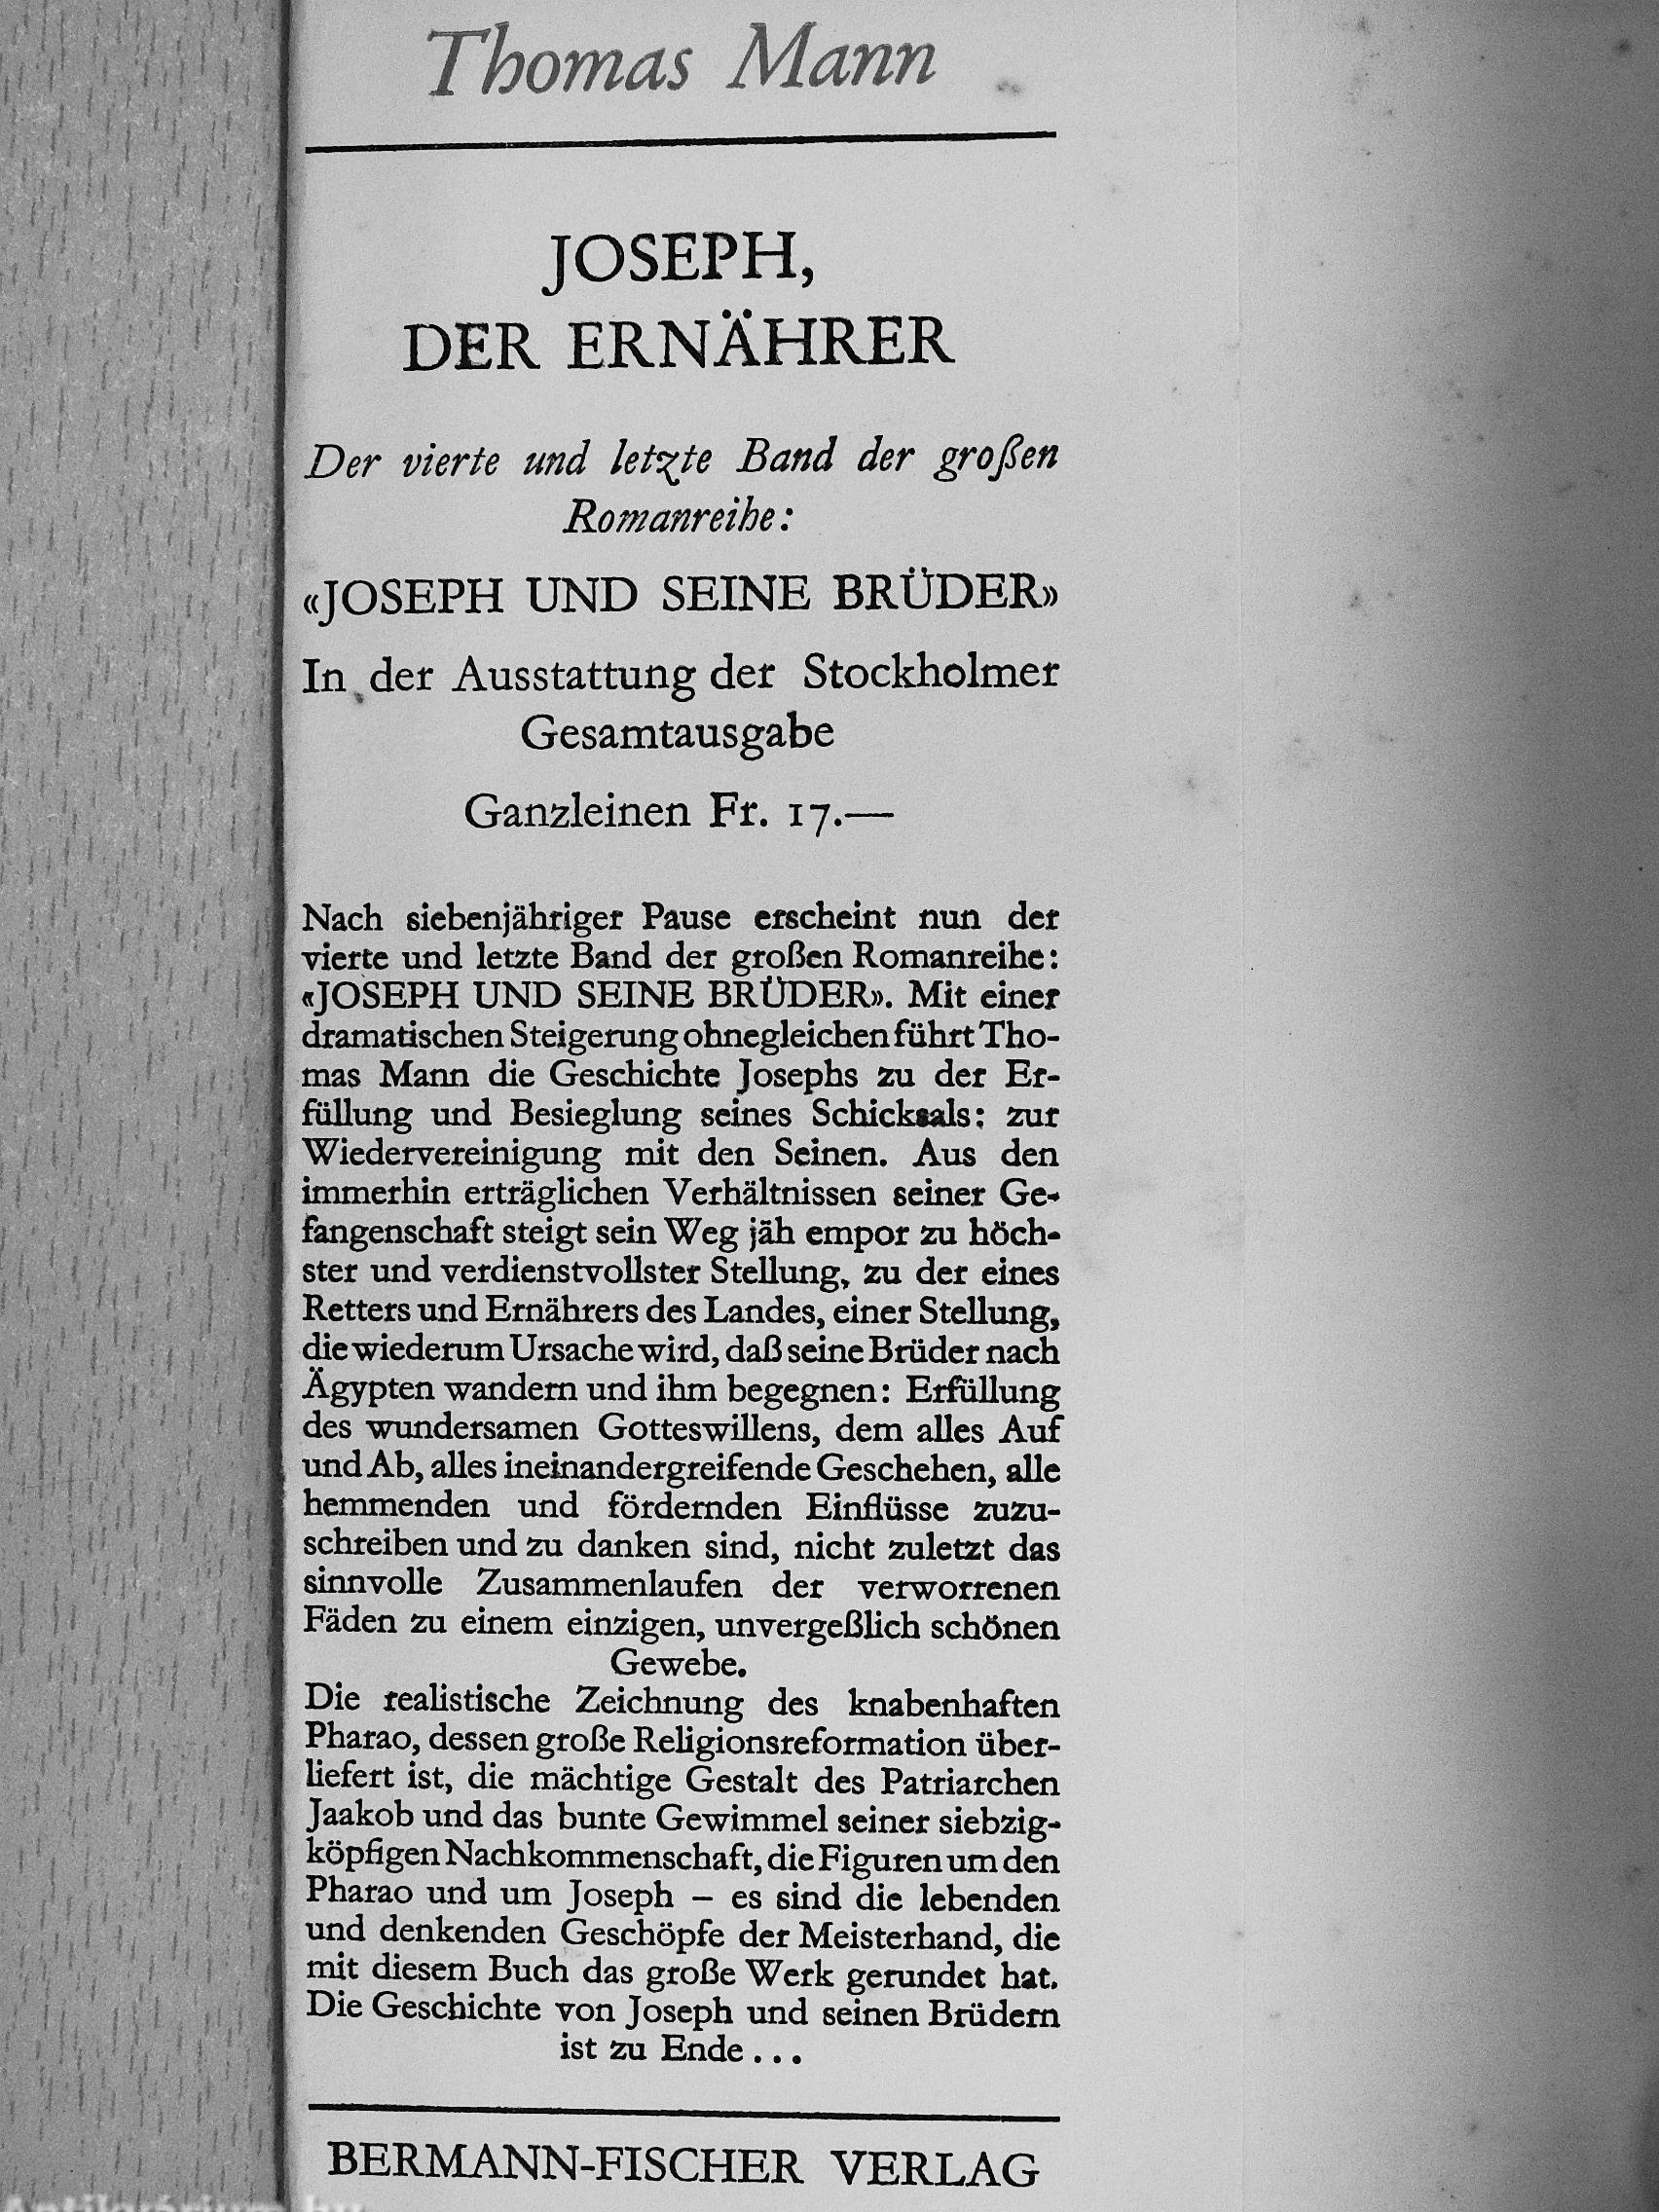 Thomas Mann
JOSEPH,
DER ERNÄHRER
Der vierte und letzte Band der großen
Romanreihe:
«JOSEPH UND SEINE BRÜDER»
In der Ausstattung der Stockholmer
Gesamtausgabe
Ganzleinen Fr. 17.—
Nach siebenjähriger Pause erscheint nun der
vierte und letzte Band der großen Romanreihe:
«JOSEPH UND SEINE BRÜDER». Mit einer
dramatischen Steigerung ohnegleichen führt Tho-
mas Mann die Geschichte Josephs zu der Er-
füllung und Besieglung seines Schicksals: zur
Wiedervereinigung mit den Seinen. Aus den
immerhin erträglichen Verhältnissen seiner Ge-
fangenschaft steigt sein Weg jäh empor zu höch-
ster und verdienstvollster Stellung, zu der eines
Retters und Ernährers des Landes, einer Stellung,
die wiederum Ursache wird, daß seine Brüder nach
Ägypten wandern und ihm begegnen: Erfüllung
des wundersamen Gotteswillens, dem alles Auf
und Ab, alles ineinandergreifende Geschehen, alle
hemmenden und fördernden Einflüsse zuzu-
schreiben und zu danken sind, nicht zuletzt das
sinnvolle Zusammenlaufen der verworrenen
Fäden zu einem einzigen, unvergeßlich schönen
Gewebe.
Die realistische Zeichnung des knabenhaften
Pharao, dessen große Religionsreformation über-
liefert ist, die mächtige Gestalt des Patriarchen
Jaakob und das bunte Gewimmel seiner siebzig-
köpfigen Nachkommenschaft, die Figuren um den
Pharao und um Joseph – es sind die lebenden
und denkenden Geschöpfe der Meisterhand, die
mit diesem Buch das große Werk gerundet hat.
Die Geschichte von Joseph und seinen Brüdern
ist zu Ende...
BERMANN-FISCHER VERLAG